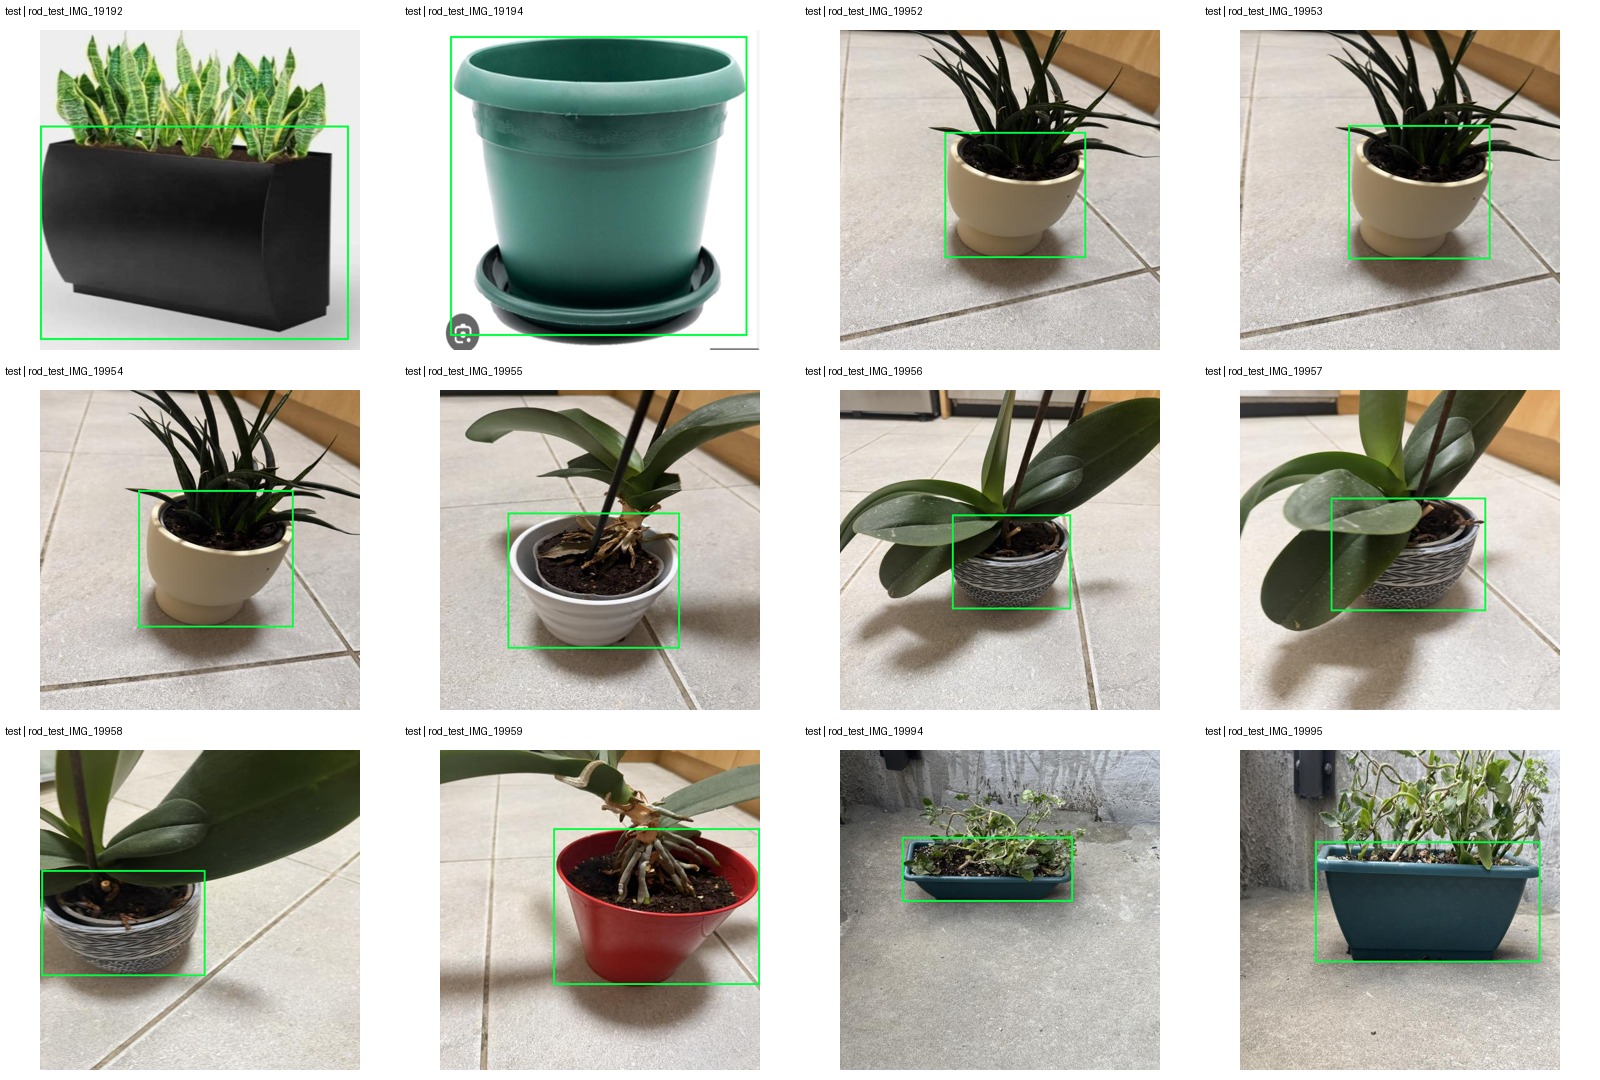 test | rod_test_IMG_19192
test | rod_test_IMG_19194
test | rod_test_IMG_19952
test | rod_test_IMG_19953
test | rod_test_IMG_19954
test | rod_test_IMG_19955
test | rod_test_IMG_19956
test | rod_test_IMG_19957
test | rod_test_IMG_19958
test | rod_test_IMG_19959
test | rod_test_IMG_19994
test | rod_test_IMG_19995